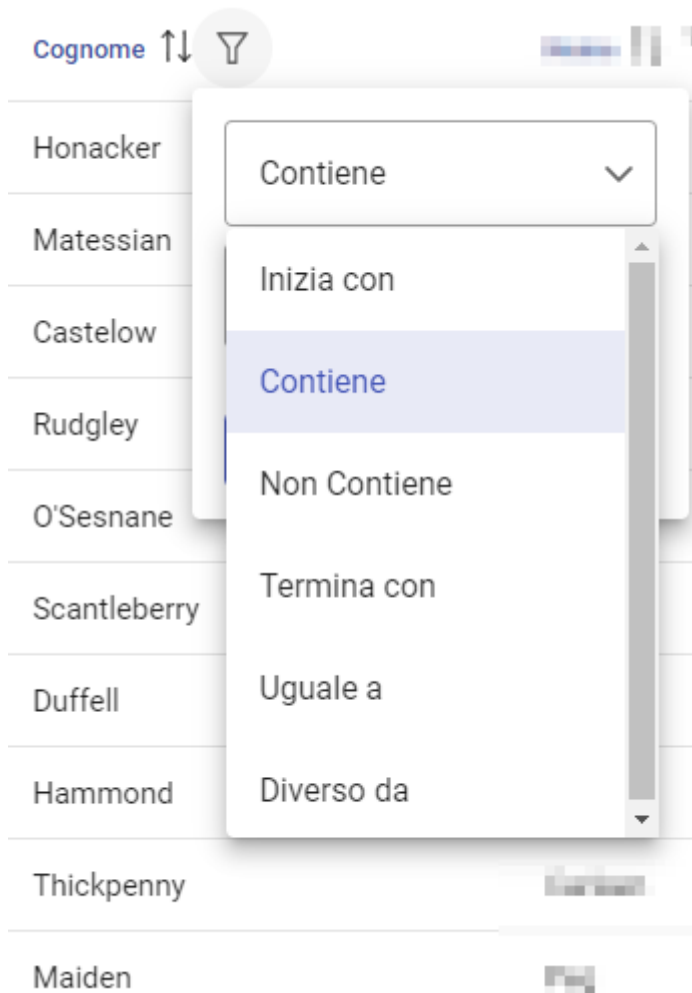 Cognome
Honacker
Matessian
Castelow
Rudgley
O'Sesnane
Scantleberry
Duffell
Hammond
Thickpenny
Maiden
Contiene
Inizia con
Contiene
Non Contiene
Termina con
Uguale a
Diverso da